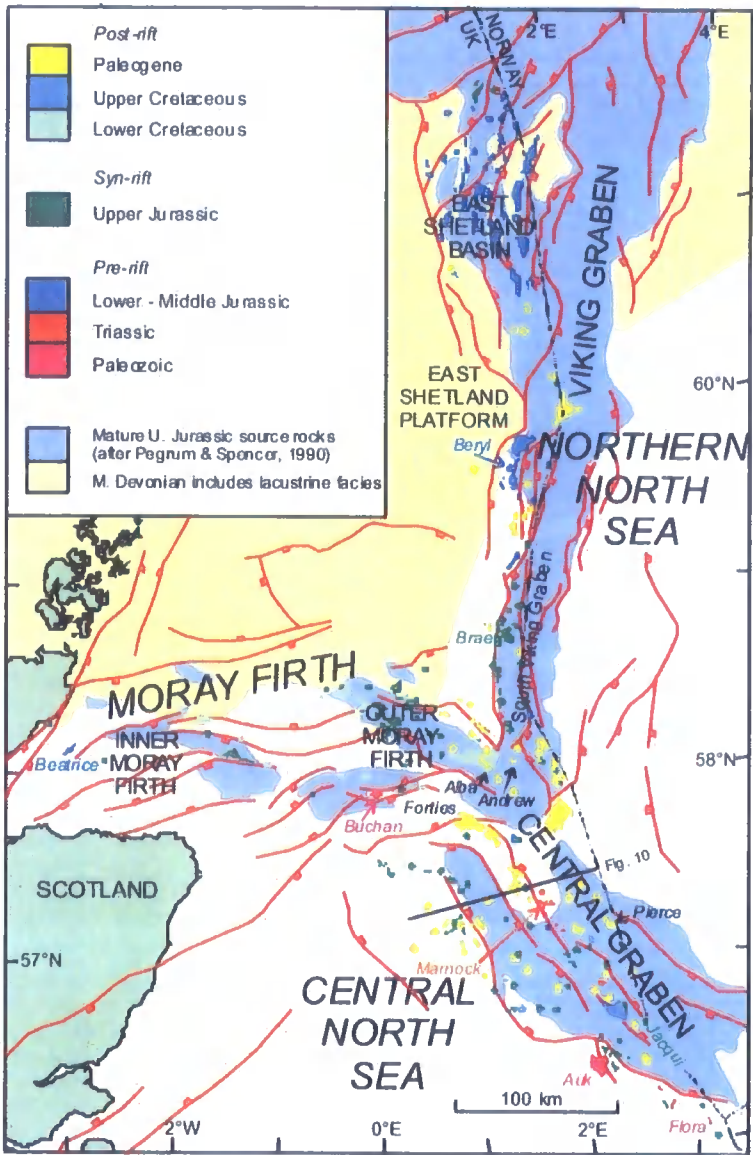 Post-rift
Paleogene
Upper Cretaceous
Lower Cretaceous
Syn-rift
Upper Jurassic
Pre-rift
Lower - Middle Jurassic
Triassic
Paleozoic
Mature U. Jurassic source rocks
(after Pegrum & Spencer, 1990)
M. Devonian includes lacustrine facies
UK
NORWAY
2°E
4°E
EAST
SHETLAND
BASIN
VIKING GRABEN
60°N
EAST
SHETLAND
PLATFORM
Beryl
NORTHERN
NORTH
SEA
South Viking Graben
Brae
MORAY FIRTH
OUTER
MORAY
FIRTH
INNER
MORAY
FIRTH
Beatrice
58°N
Alba
Andrew
Forties
Buchan
CENTRAL GRABEN
Fig. 10
SCOTLAND
Pierce
57°N
Marnock
CENTRAL
NORTH
SEA
Jacqui
Auk
100 km
Flora
2°W
0°E
2°E